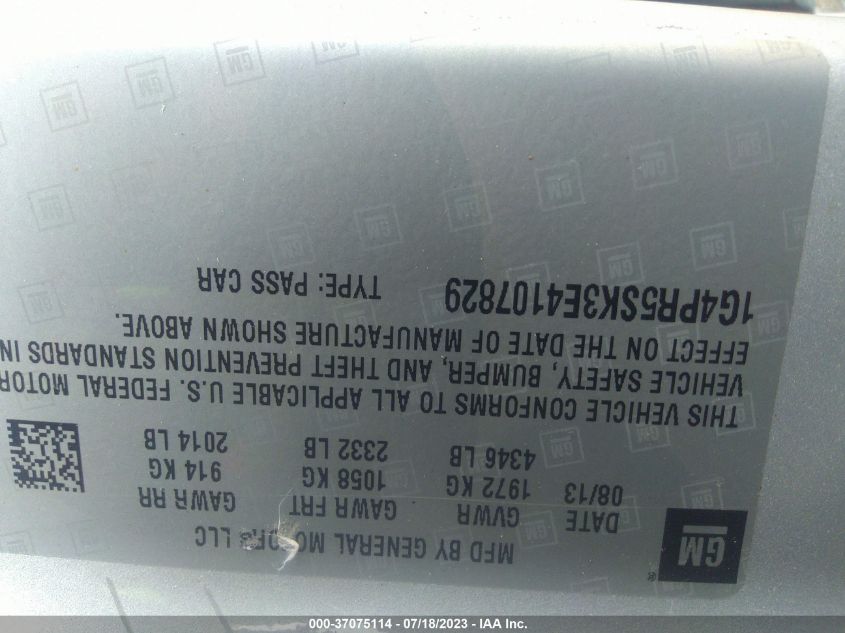 GM
MFD BY GENERAL MOTORS LLC
DATE GVWR GAWR FRT GAWR RR
08/13 1972 KG 1058 KG 914 KG
4346 LB 2332 LB 2014 LB
THIS VEHICLE CONFORMS TO ALL APPLICABLE U.S. FEDERAL MOTOR
VEHICLE SAFETY, BUMPER, AND THEFT PREVENTION STANDARDS IN
EFFECT ON THE DATE OF MANUFACTURE SHOWN ABOVE.
1G4PR5SK3E4107829 TYPE: PASS CAR
000-37075114 - 07/18/2023 - IAA Inc.